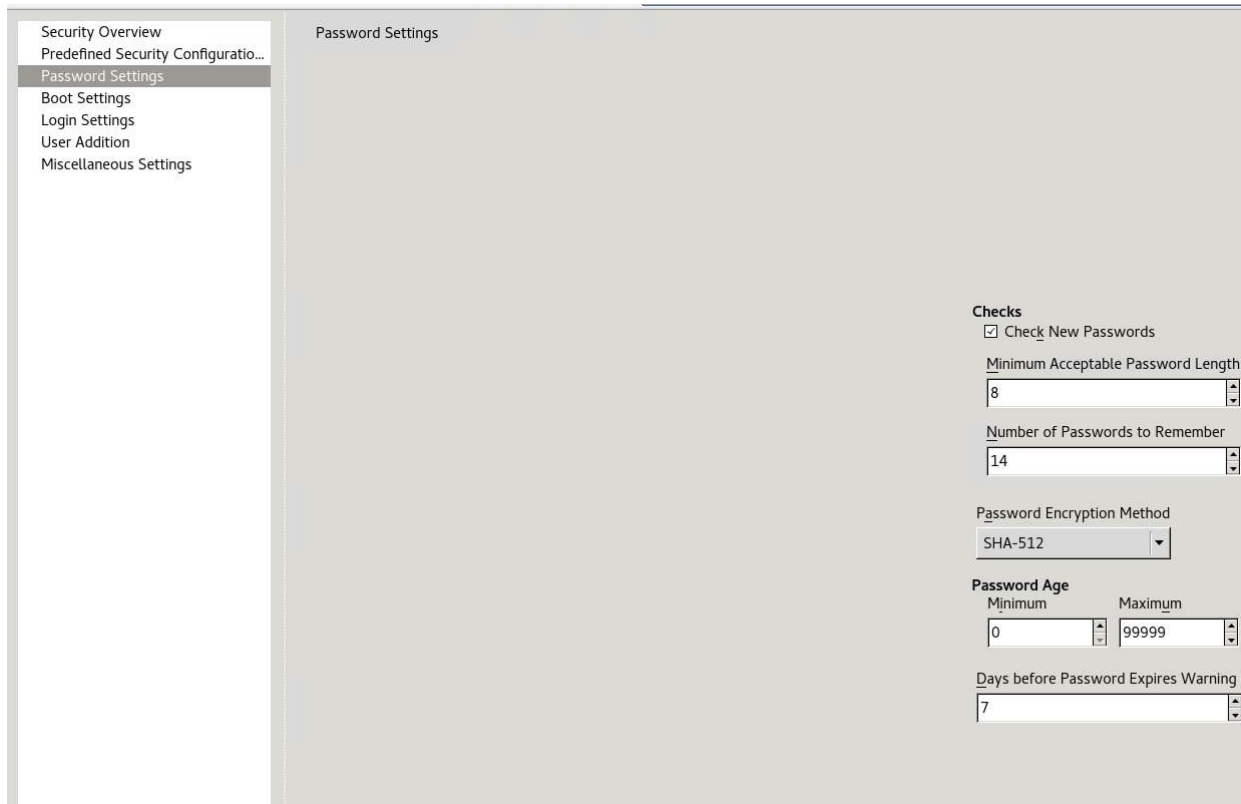 Security Overview
Predefined Security Configuratio...
Password Settings
Boot Settings
Login Settings
User Addition
Miscellaneous Settings
Password Settings
Checks
Check New Passwords
Minimum Acceptable Password Length
8
Number of Passwords to Remember
14
Password Encryption Method
SHA-512
Password Age
Minimum Maximum
0 99999
Days before Password Expires Warning
7